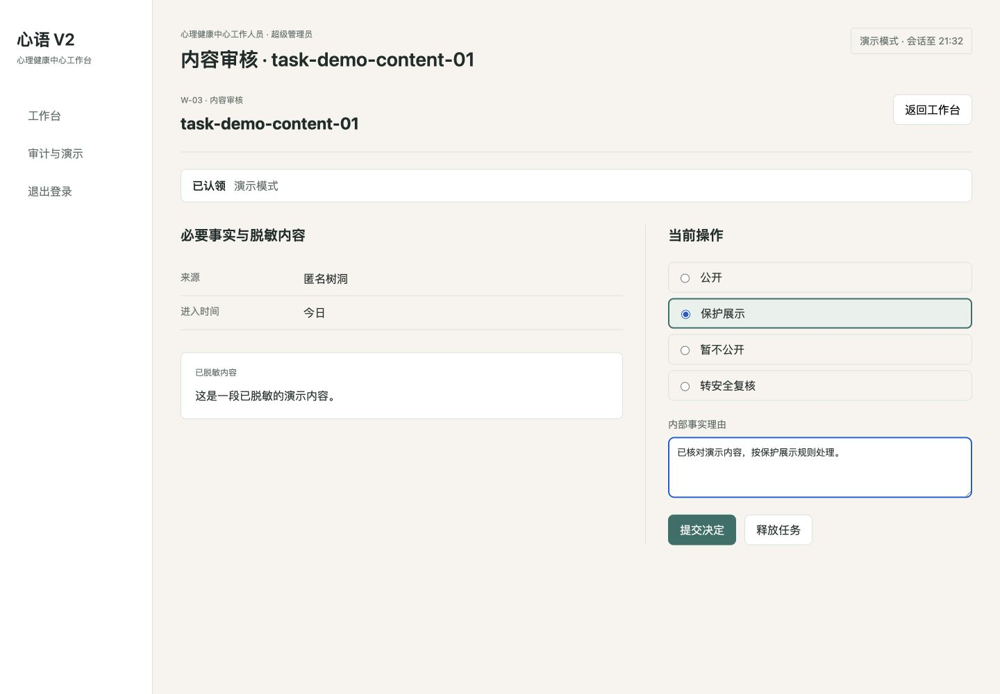 心语 V2
心理健康中心工作台
工作台
审计与演示
退出登录
心理健康中心工作人员 · 超级管理员
内容审核 · task-demo-content-01
演示模式 · 会话至 21:32
W-03 · 内容审核
task-demo-content-01
返回工作台
已认领 演示模式
必要事实与脱敏内容
来源 匿名树洞
进入时间 今日
已脱敏内容
这是一段已脱敏的演示内容。
当前操作
公开
保护展示
暂不公开
转安全复核
内部事实理由
已核对演示内容，按保护展示规则处理。
提交决定 释放任务